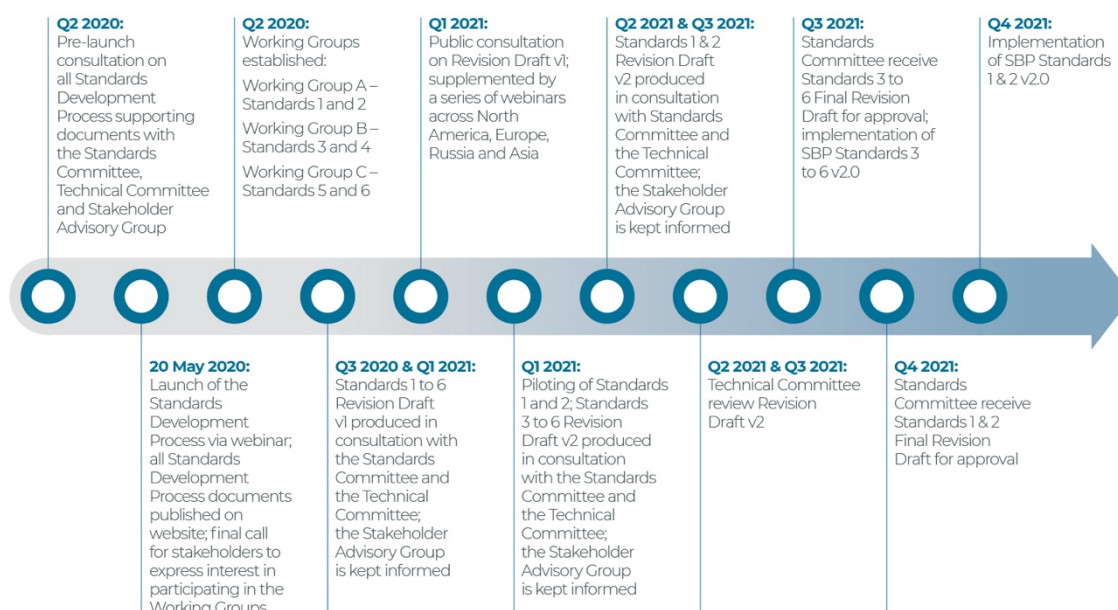 Q2 2020:
Pre-launch
consultation on
all Standards
Development
Process supporting
documents with
the Standards
Committee,
Technical Committee
and Stakeholder
Advisory Group
Q2 2020:
Working Groups
established:
Working Group A –
Standards 1 and 2
Working Group B –
Standards 3 and 4
Working Group C –
Standards 5 and 6
Q1 2021:
Public consultation
on Revision Draft v1;
supplemented by
a series of webinars
across North
America, Europe,
Russia and Asia
Q2 2021 & Q3 2021:
Standards 1 & 2
Revision Draft
v2 produced
in consultation
with Standards
Committee and
the Technical
Committee;
the Stakeholder
Advisory Group
is kept informed
Q3 2021:
Standards
Committee receive
Standards 3 to
6 Final Revision
Draft for approval;
implementation of
SBP Standards 3
to 6 v2.0
Q4 2021:
Implementation
of SBP Standards
1 & 2 v2.0
20 May 2020:
Launch of the
Standards
Development
Process via webinar;
all Standards
Development
Process documents
published on
website; final call
for stakeholders to
express interest in
participating in the
Working Groups
Q3 2020 & Q1 2021:
Standards 1 to 6
Revision Draft
v1 produced in
consultation with
the Standards
Committee and
the Technical
Committee;
the Stakeholder
Advisory Group
is kept informed
Q1 2021:
Piloting of Standards
1 and 2; Standards
3 to 6 Revision
Draft v2 produced
in consultation
with the Standards
Committee and
the Technical
Committee;
the Stakeholder
Advisory Group
is kept informed
Q2 2021 & Q3 2021:
Technical Committee
review Revision
Draft v2
Q4 2021:
Standards
Committee receive
Standards 1 & 2
Final Revision
Draft for approval